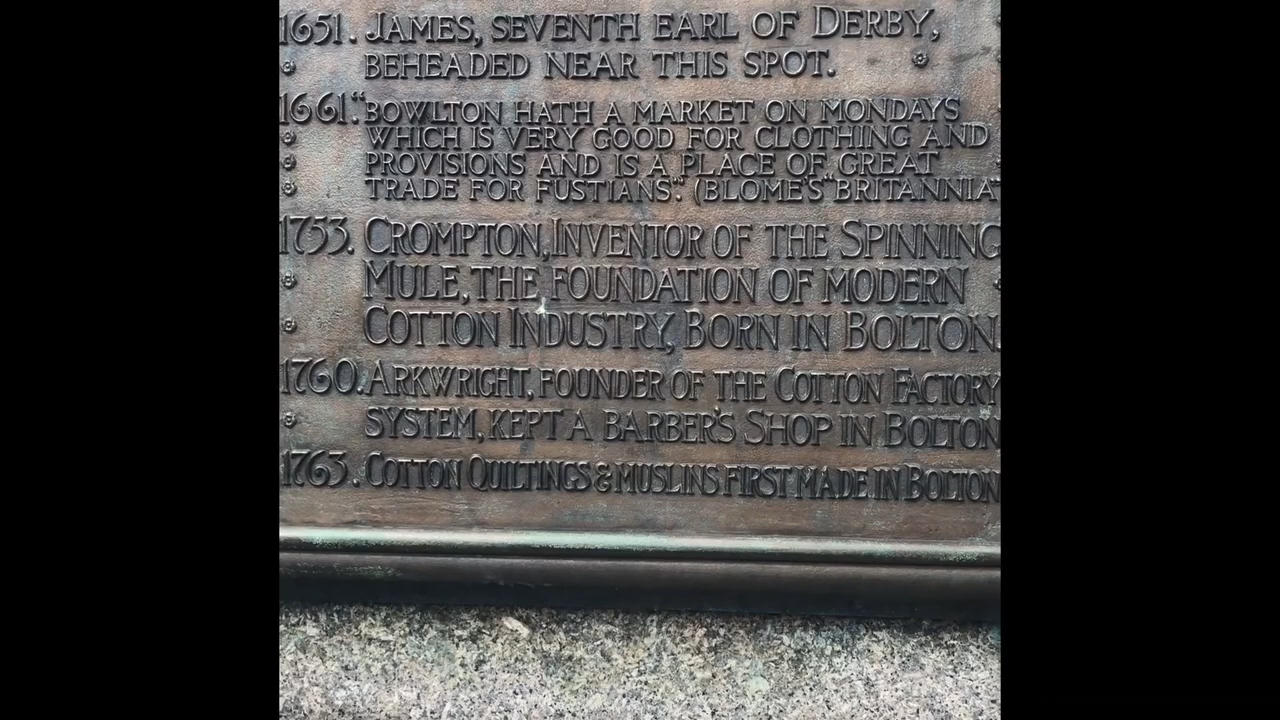 1651. JAMES, SEVENTH EARL OF DERBY,
BEHEADED NEAR THIS SPOT.
1661. "BOWLTON HATH A MARKET ON MONDAYS
WHICH IS VERY GOOD FOR CLOTHING AND
PROVISIONS AND IS A PLACE OF GREAT
TRADE FOR FUSTIANS". (BLOME'S "BRITANNIA"
1753. CROMPTON, INVENTOR OF THE SPINNING
MULE, THE FOUNDATION OF MODERN
COTTON INDUSTRY, BORN IN BOLTON.
1760. ARKWRIGHT, FOUNDER OF THE COTTON FACTORY
SYSTEM, KEPT A BARBER'S SHOP IN BOLTON
1763. COTTON QUILTINGS & MUSLINS FIRST MADE IN BOLTON